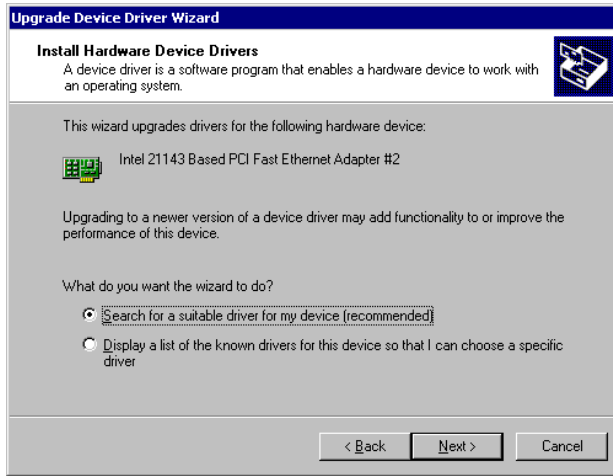 Upgrade Device Driver Wizard
Install Hardware Device Drivers
A device driver is a software program that enables a hardware device to work with
an operating system.
This wizard upgrades drivers for the following hardware device:
Intel 21143 Based PCI Fast Ethernet Adapter #2
Upgrading to a newer version of a device driver may add functionality to or improve the
performance of this device.
What do you want the wizard to do?
Search for a suitable driver for my device (recommended)
Display a list of the known drivers for this device so that I can choose a specific
driver
< Back
Next >
Cancel